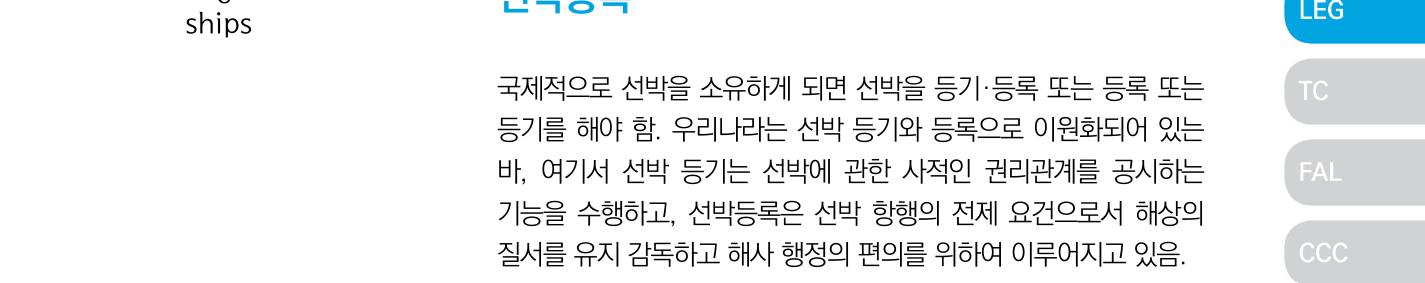 ships
선박등록
국제적으로 선박을 소유하게 되면 선박을 등기·등록 또는 등록 또는
등기를 해야 함. 우리나라는 선박 등기와 등록으로 이원화되어 있는
바, 여기서 선박 등기는 선박에 관한 사적인 권리관계를 공시하는
기능을 수행하고, 선박등록은 선박 항행의 전제 요건으로서 해상의
질서를 유지 감독하고 해사 행정의 편의를 위하여 이루어지고 있음.
LEG
TC
FAL
CCC